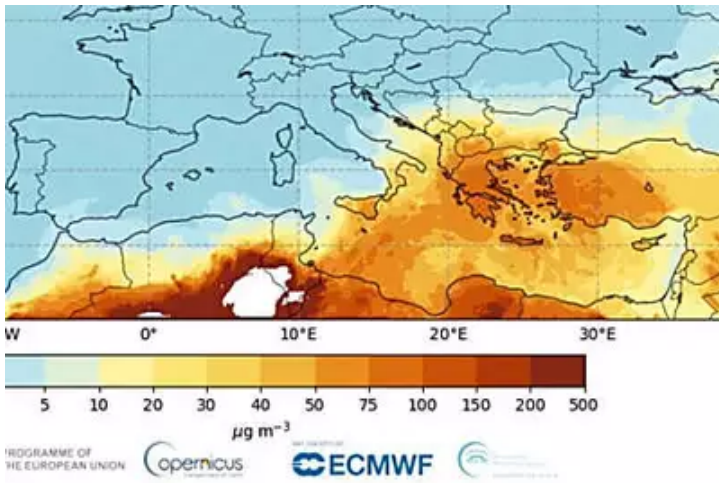 W 0° 10°E 20°E 30°E
5 10 20 30 40 50 75 100 150 200 500
µg m⁻³
PROGRAMME OF
THE EUROPEAN UNION
opernicus
ECMWF